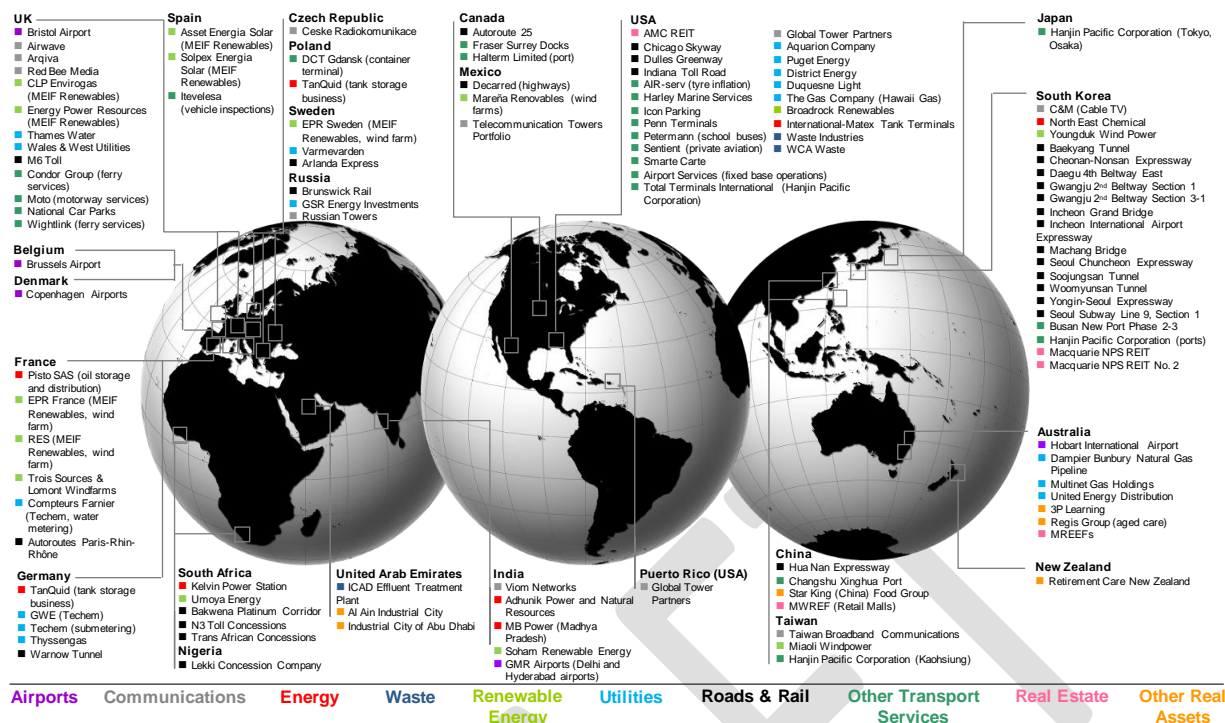 UK
Bristol Airport
Airwave
Arqiva
Red Bee Media
CLP Envirogas
(MEIF Renewables)
Energy Power Resources
(MEIF Renewables)
Thames Water
Wales & West Utilities
M6 Toll
Condor Group (ferry
services)
Moto (motorway services)
National Car Parks
Wightlink (ferry services)
Belgium
Brussels Airport
Denmark
Copenhagen Airports
France
Pisto SAS (oil storage
and distribution)
EPR France (MEIF
Renewables, wind
farm)
RES (MEIF
Renewables, wind
farm)
Trois Sources &
Lomont Windfarms
Compteurs Farnier
(Techem, water
metering)
Autoroutes Paris-Rhin-
Rhône
Germany
TanQuid (tank storage
business)
GWE (Techem)
Techem (submetering)
Thyssengas
Warnow Tunnel
Spain
Asset Energia Solar
(MEIF Renewables)
Solpex Energia
Solar (MEIF
Renewables)
Itevelesa
(vehicle inspections)
Czech Republic
Ceske Radiokomunikace
Poland
DCT Gdansk (container
terminal)
TanQuid (tank storage
business)
Sweden
EPR Sweden (MEIF
Renewables, wind farm)
Varmevarden
Arlanda Express
Russia
Brunswick Rail
GSR Energy Investments
Russian Towers
Canada
Autoroute 25
Fraser Surrey Docks
Halterm Limited (port)
Mexico
Decarred (highways)
Mareña Renovables (wind
farms)
Telecommunication Towers
Portfolio
USA
AMC REIT
Chicago Skyway
Dulles Greenway
Indiana Toll Road
AIR-serv (tyre inflation)
Harley Marine Services
Icon Parking
Penn Terminals
Petermann (school buses)
Sentient (private aviation)
Smarte Carte
Airport Services (fixed base operations)
Total Terminals International (Hanjin Pacific
Corporation)
Global Tower Partners
Aquarion Company
Puget Energy
District Energy
Duquesne Light
The Gas Company (Hawaii Gas)
Broadrock Renewables
International-Matex Tank Terminals
Waste Industries
WCA Waste
Japan
Hanjin Pacific Corporation (Tokyo,
Osaka)
South Korea
C&M (Cable TV)
North East Chemical
Youngduk Wind Power
Baekyang Tunnel
Cheonan-Nonsan Expressway
Daegu 4th Beltway East
Gwangju 2nd Beltway Section 1
Gwangju 2nd Beltway Section 3-1
Incheon Grand Bridge
Incheon International Airport
Expressway
Machang Bridge
Seoul Chuncheon Expressway
Soojungsan Tunnel
Woomyunsan Tunnel
Yongin-Seoul Expressway
Seoul Subway Line 9, Section 1
Busan New Port Phase 2-3
Hanjin Pacific Corporation (ports)
Macquarie NPS REIT
Macquarie NPS REIT No. 2
Australia
Hobart International Airport
Dampier Bunbury Natural Gas
Pipeline
Multinet Gas Holdings
United Energy Distribution
3P Learning
Regis Group (aged care)
MREEFs
New Zealand
Retirement Care New Zealand
South Africa
Kelvin Power Station
Umoya Energy
Bakwena Platinum Corridor
N3 Toll Concessions
Trans African Concessions
Nigeria
Lekki Concession Company
United Arab Emirates
ICAD Effluent Treatment
Plant
Al Ain Industrial City
Industrial City of Abu Dhabi
India
Viom Networks
Adhunik Power and Natural
Resources
MB Power (Madhya
Pradesh)
Soham Renewable Energy
GMR Airports (Delhi and
Hyderabad airports)
Puerto Rico (USA)
Global Tower
Partners
China
Hua Nan Expressway
Changshu Xinghua Port
Star King (China) Food Group
MWREF (Retail Malls)
Taiwan
Taiwan Broadband Communications
Miaoli Windpower
Hanjin Pacific Corporation (Kaohsiung)
Airports
Communications
Energy
Waste
Renewable
Energy
Utilities
Roads & Rail
Other Transport
Services
Real Estate
Other Real
Assets